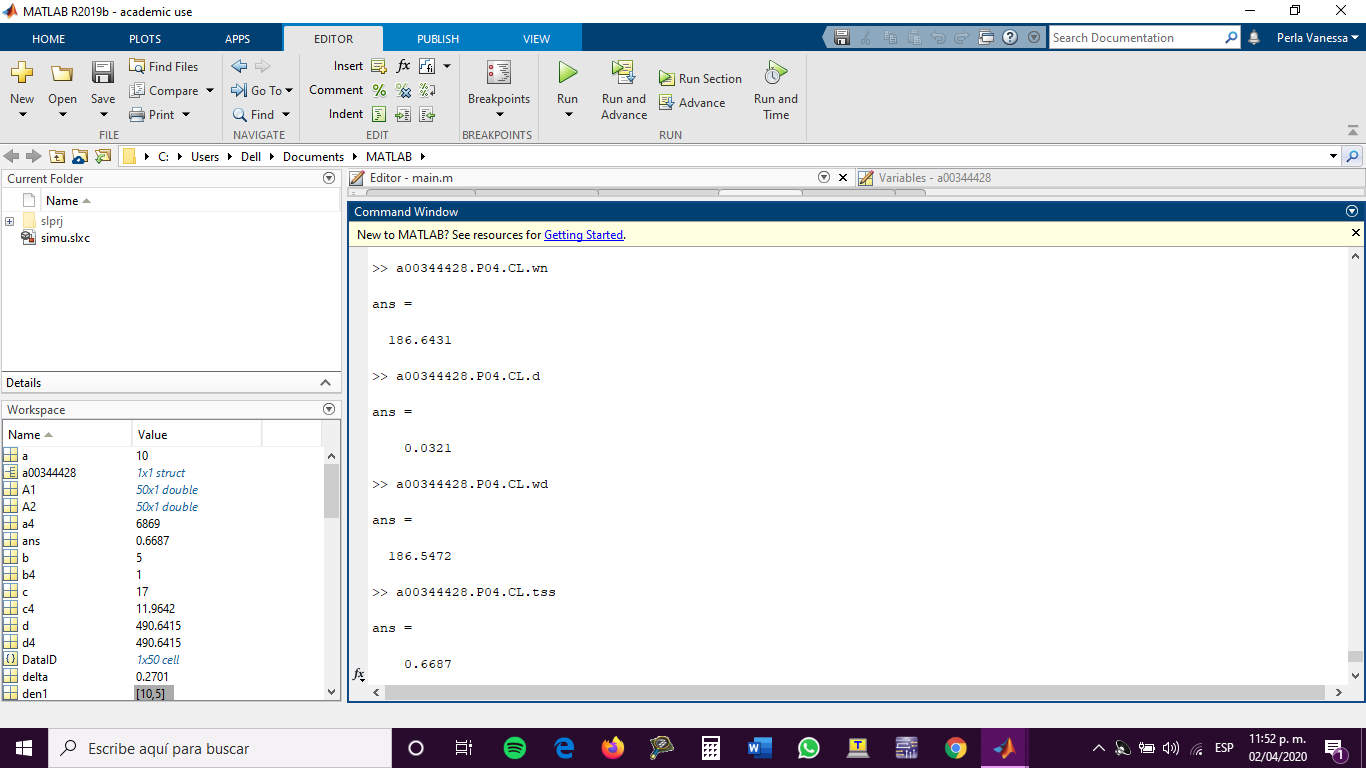 MATLAB R2019b - academic use
HOME PLOTS APPS EDITOR PUBLISH VIEW Search Documentation Perla Vanessa
New Open Save Find Files Compare Print Go To Find Insert fx Comment Indent Breakpoints Run Run and Advance Run Section Advance Run and Time
FILE NAVIGATE EDIT BREAKPOINTS RUN
C: Users Dell Documents MATLAB
Current Folder
Name
slprj
simu.slxc
Details
Workspace
Name Value
a 10
a00344428 1x1 struct
A1 50x1 double
A2 50x1 double
a4 6869
ans 0.6687
b 5
b4 1
c 17
c4 11.9642
d 490.6415
d4 490.6415
DataID 1x50 cell
delta 0.2701
den1 [10,5]
Editor - main.m
Variables - a00344428
Command Window
New to MATLAB? See resources for Getting Started.
>> a00344428.P04.CL.wn
ans =
186.6431
>> a00344428.P04.CL.d
ans =
0.0321
>> a00344428.P04.CL.wd
ans =
186.5472
>> a00344428.P04.CL.tss
ans =
0.6687
fx
Escribe aquí para buscar
ESP
11:52 p. m.
02/04/2020
1